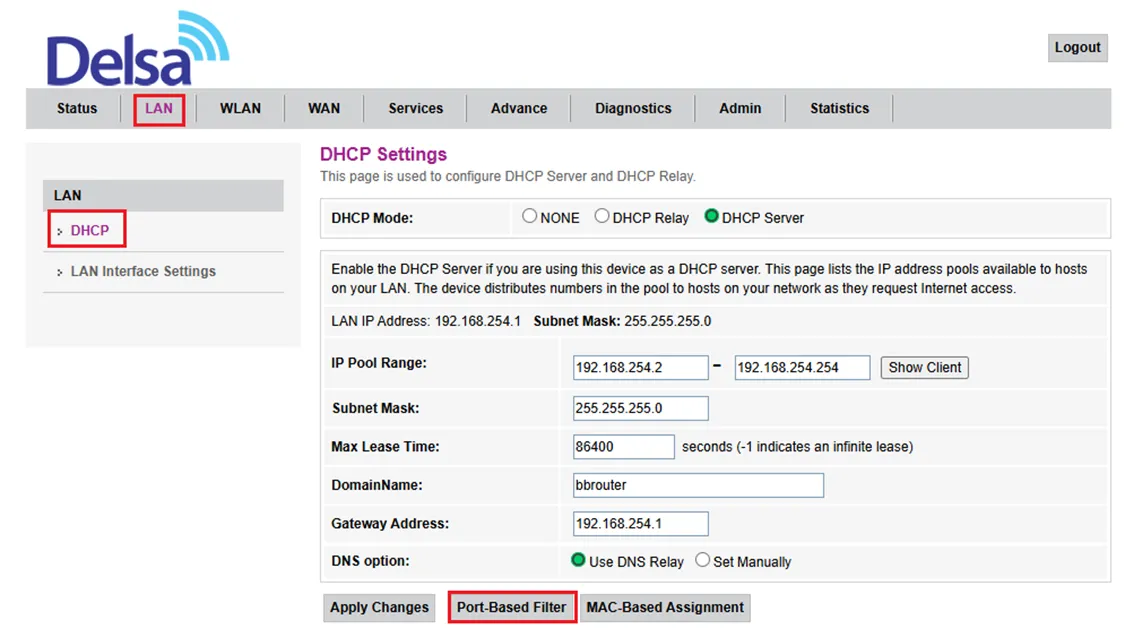 Delsa
Logout
Status LAN WLAN WAN Services Advance Diagnostics Admin Statistics
LAN
DHCP
LAN Interface Settings
DHCP Settings
This page is used to configure DHCP Server and DHCP Relay.
DHCP Mode: NONE DHCP Relay DHCP Server
Enable the DHCP Server if you are using this device as a DHCP server. This page lists the IP address pools available to hosts
on your LAN. The device distributes numbers in the pool to hosts on your network as they request Internet access.
LAN IP Address: 192.168.254.1 Subnet Mask: 255.255.255.0
IP Pool Range: 192.168.254.2 – 192.168.254.254 Show Client
Subnet Mask: 255.255.255.0
Max Lease Time: 86400 seconds (-1 indicates an infinite lease)
DomainName: bbrouter
Gateway Address: 192.168.254.1
DNS option: Use DNS Relay Set Manually
Apply Changes Port-Based Filter MAC-Based Assignment